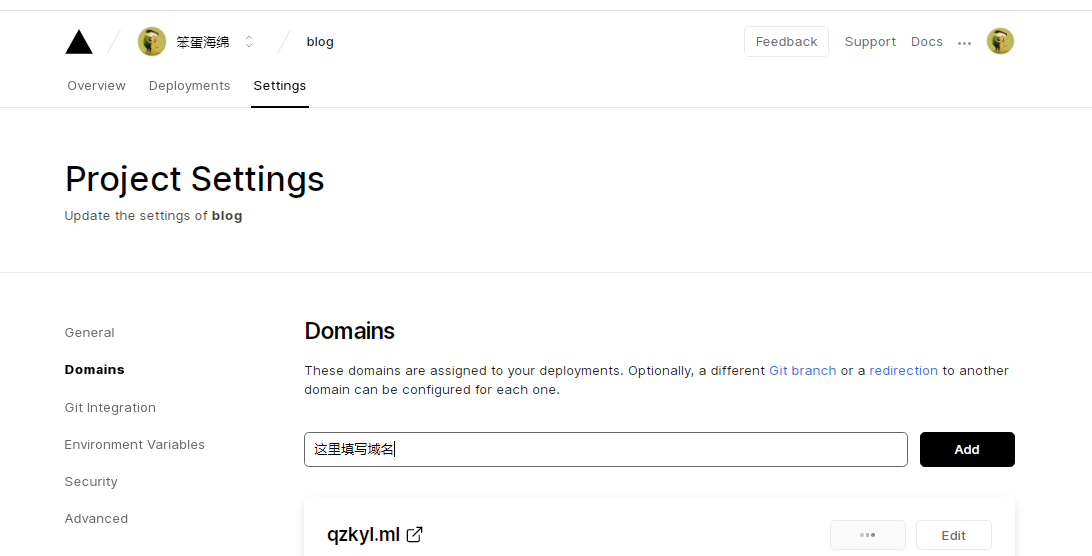 笨蛋海绵 blog Feedback Support Docs
Overview Deployments Settings
Project Settings
Update the settings of blog
General
Domains
Git Integration
Environment Variables
Security
Advanced
Domains
These domains are assigned to your deployments. Optionally, a different Git branch or a redirection to another
domain can be configured for each one.
这里填写域名 Add
qzkyl.ml Edit